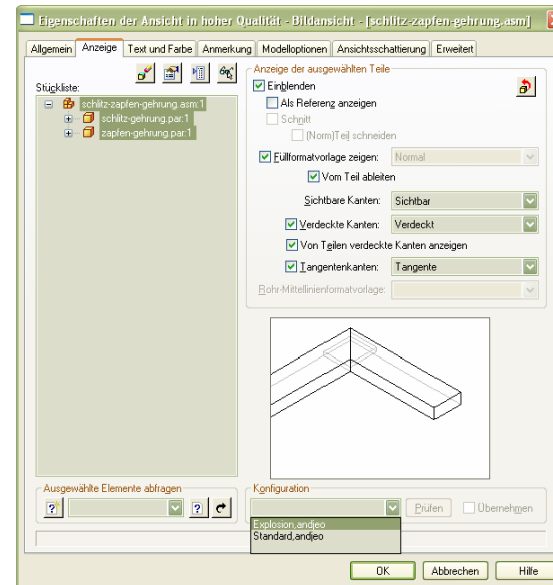 Eigenschaften der Ansicht in hoher Qualität - Bildansicht - [schlitz-zapfen-gehrung.asm]
Allgemein Anzeige Text und Farbe Anmerkung Modelloptionen Ansichtsschattierung Erweitert
Stückliste:
schlitz-zapfen-gehrung.asm:1
schlitz-gehrung.par:1
zapfen-gehrung.par:1
Anzeige der ausgewählten Teile
Einblenden
Als Referenz anzeigen
Schnitt
(Norm)Teil schneiden
Füllformatvorlage zeigen: Normal
Vom Teil ableiten
Sichtbare Kanten: Sichtbar
Verdeckte Kanten: Verdeckt
Von Teilen verdeckte Kanten anzeigen
Tangentenkanten: Tangente
Rohr-Mittellinienformatvorlage:
Ausgewählte Elemente abfragen
Konfiguration
Prüfen Übernehmen
Explosion,andjeo
Standard,andjeo
OK Abbrechen Hilfe